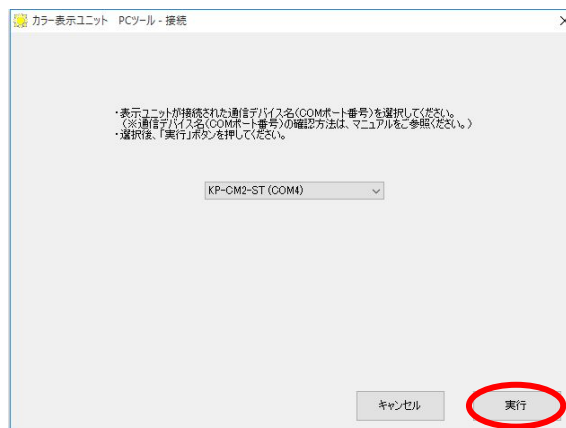 カラー表示ユニット　PCツール - 接続
・表示ユニットが接続された通信デバイス名(COMポート番号)を選択してください。
(※通信デバイス名(COMポート番号)の確認方法は、マニュアルをご参照ください。)
・選択後、「実行」ボタンを押してください。
KP-CM2-ST (COM4)
キャンセル
実行